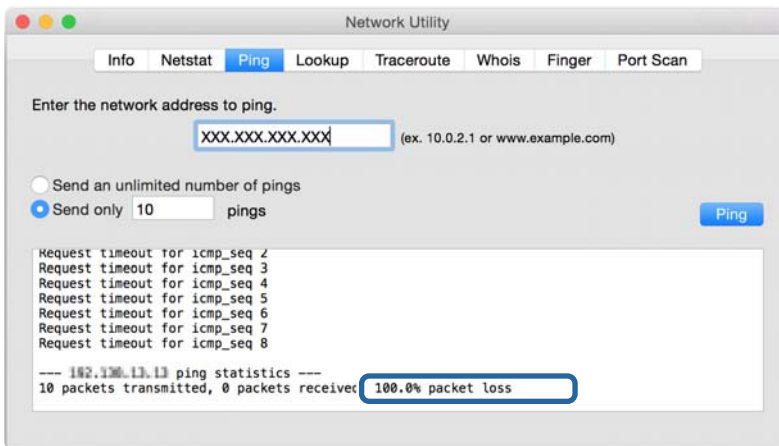 Network Utility
Info Netstat Ping Lookup Traceroute Whois Finger Port Scan
Enter the network address to ping.
XXX.XXX.XXX.XXX (ex. 10.0.2.1 or www.example.com)
Send an unlimited number of pings
Send only 10 pings
Ping
Request timeout for icmp_seq 2
Request timeout for icmp_seq 3
Request timeout for icmp_seq 4
Request timeout for icmp_seq 5
Request timeout for icmp_seq 6
Request timeout for icmp_seq 7
Request timeout for icmp_seq 8
--- ping statistics ---
10 packets transmitted, 0 packets received 100.0% packet loss